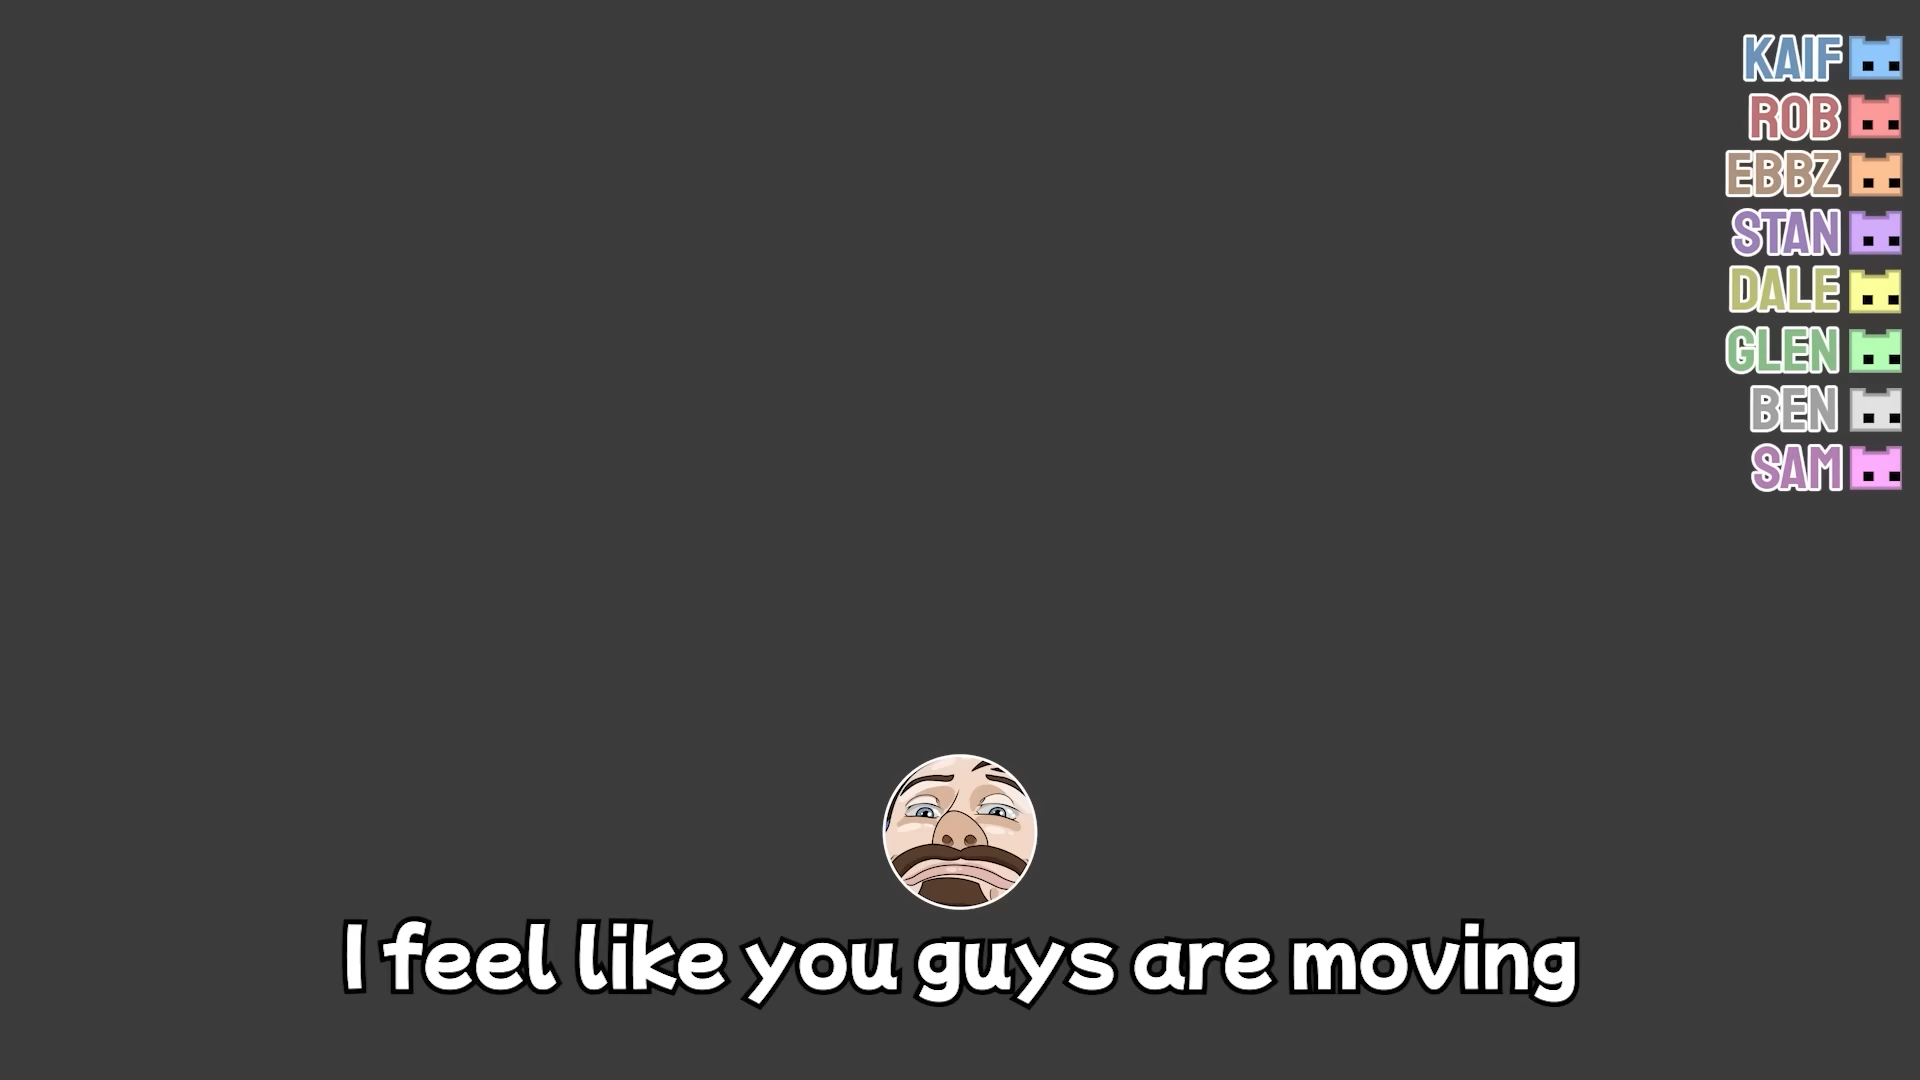 KAIF
ROB
EBBZ
STAN
DALE
GLEN
BEN
SAM
I feel like you guys are moving